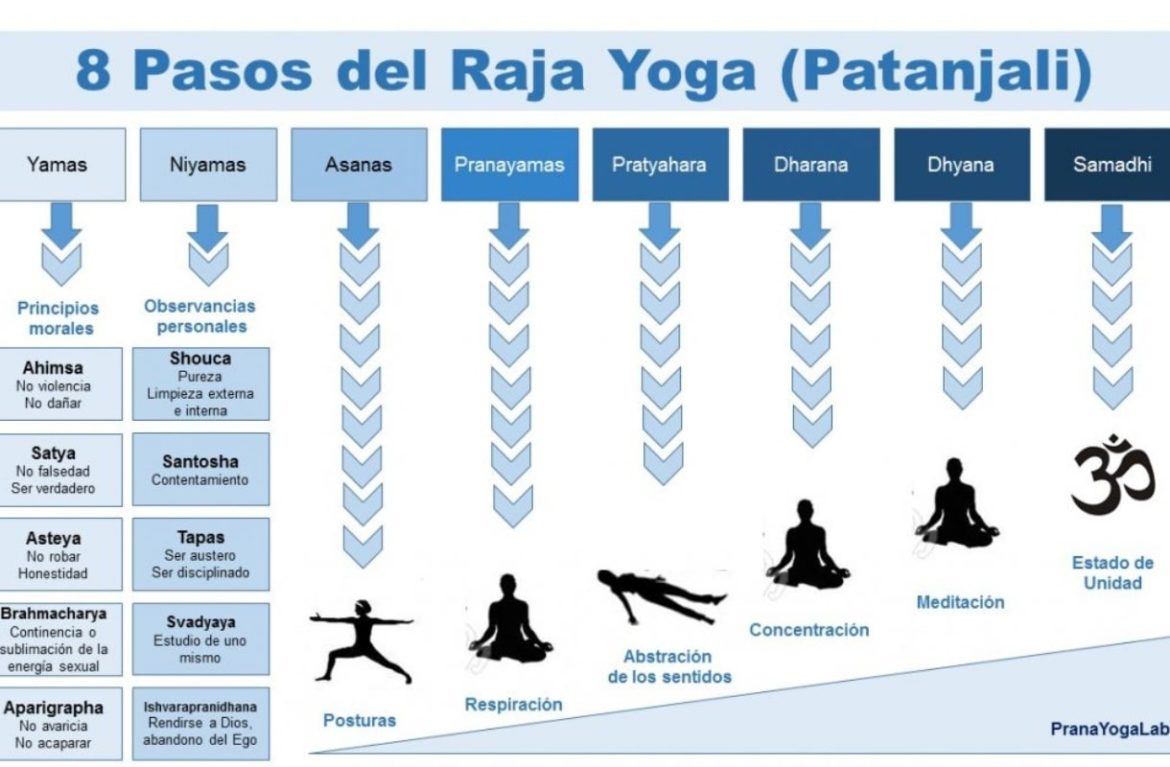 8 Pasos del Raja Yoga (Patanjali)
Yamas
Niyamas
Asanas
Pranayamas
Pratyahara
Dharana
Dhyana
Samadhi
Principios
morales
Observancias
personales
Ahimsa
No violencia
No dañar
Shouca
Pureza
Limpieza externa
e interna
Satya
No falsedad
Ser verdadero
Santosha
Contentamiento
Asteya
No robar
Honestidad
Tapas
Ser austero
Ser disciplinado
Brahmacharya
Continencia o
sublimación de la
energía sexual
Svadyaya
Estudio de uno
mismo
Aparigrapha
No avaricia
No acaparar
Ishvarapranidhana
Rendirse a Dios,
abandono del Ego
Posturas
Respiración
Abstración
de los sentidos
Concentración
Meditación
ॐ
Estado de
Unidad
PranaYogaLab